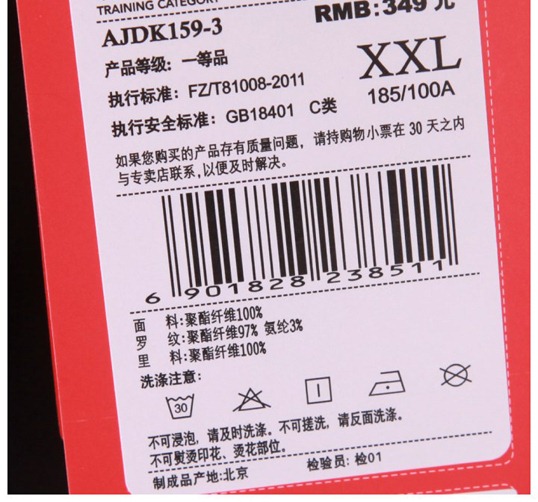 TRAINING CATEGORY
RMB:349 元
AJDK159-3
产品等级: 一等品
XXL
执行标准: FZ/T81008-2011
185/100A
执行安全标准: GB18401 C类
如果您购买的产品存有质量问题, 请持购物小票在 30 天之内
与专卖店联系,以便及时解决。
6 901828 238511
面 料:聚酯纤维100%
罗 纹:聚酯纤维97% 氨纶3%
里 料:聚酯纤维100%
洗涤注意:
30
不可浸泡, 请及时洗涤。不可搓洗, 请反面洗涤。
不可熨烫印花、烫花部位。
制成品产地:北京 检验员: 检01